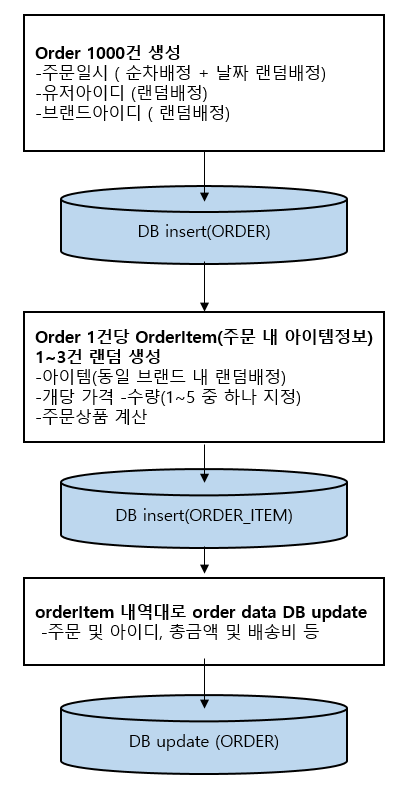 Order 1000건 생성
-주문일시 ( 순차배정 + 날짜 랜덤배정)
-유저아이디 (랜덤배정)
-브랜드아이디 ( 랜덤배정)
DB insert(ORDER)
Order 1건당 OrderItem(주문 내 아이템정보)
1~3건 랜덤 생성
-아이템(동일 브랜드 내 랜덤배정)
-개당 가격 -수량(1~5 중 하나 지정)
-주문상품 계산
DB insert(ORDER_ITEM)
orderItem 내역대로 order data DB update
-주문 및 아이디, 총금액 및 배송비 등
DB update (ORDER)